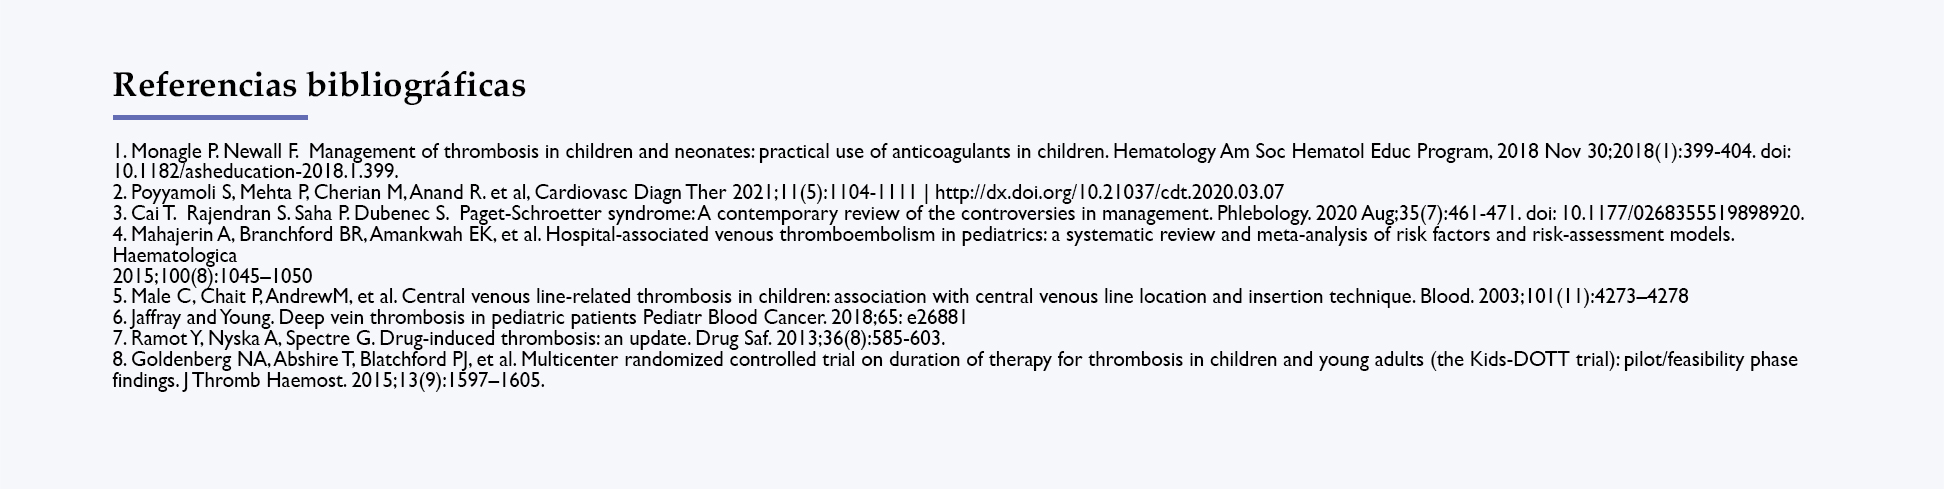 Referencias bibliográficas
1. Monagle P. Newall F.  Management of thrombosis in children and neonates: practical use of anticoagulants in children. Hematology Am Soc Hematol Educ Program, 2018 Nov 30;2018(1):399-404. doi:
10.1182/asheducation-2018.1.399.
2. Poyyamoli S, Mehta P, Cherian M, Anand R. et al, Cardiovasc Diagn Ther 2021;11(5):1104-1111 | http://dx.doi.org/10.21037/cdt.2020.03.07
3. Cai T.  Rajendran S. Saha P. Dubenec S.  Paget-Schroetter syndrome: A contemporary review of the controversies in management. Phlebology. 2020 Aug;35(7):461-471. doi: 10.1177/0268355519898920.
4. Mahajerin A, Branchford BR, Amankwah EK, et al. Hospital-associated venous thromboembolism in pediatrics: a systematic review and meta-analysis of risk factors and risk-assessment models.
Haematologica
2015;100(8):1045–1050
5. Male C, Chait P, AndrewM, et al. Central venous line-related thrombosis in children: association with central venous line location and insertion technique. Blood. 2003;101(11):4273–4278
6. Jaffray and Young. Deep vein thrombosis in pediatric patients Pediatr Blood Cancer. 2018;65: e26881
7. Ramot Y, Nyska A, Spectre G. Drug-induced thrombosis: an update. Drug Saf. 2013;36(8):585-603.
8. Goldenberg NA, Abshire T, Blatchford PJ, et al. Multicenter randomized controlled trial on duration of therapy for thrombosis in children and young adults (the Kids-DOTT trial): pilot/feasibility phase
findings. J Thromb Haemost. 2015;13(9):1597–1605.